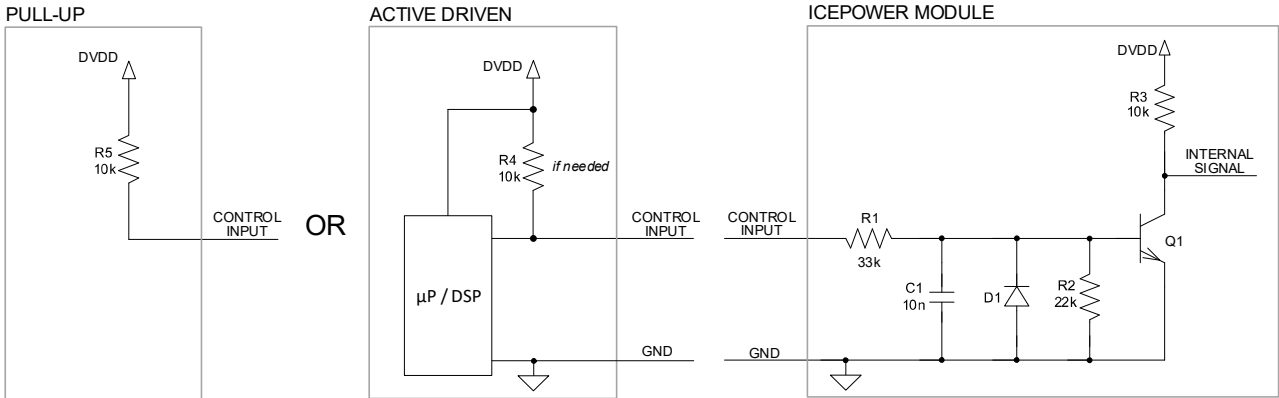 PULL-UP
DVDD
R5
10k
CONTROL
INPUT
OR
ACTIVE DRIVEN
DVDD
R4
10k
if needed
µP / DSP
CONTROL
INPUT
GND
ICEPOWER MODULE
CONTROL
INPUT
GND
R1
33k
C1
10n
D1
R2
22k
DVDD
R3
10k
INTERNAL
SIGNAL
Q1